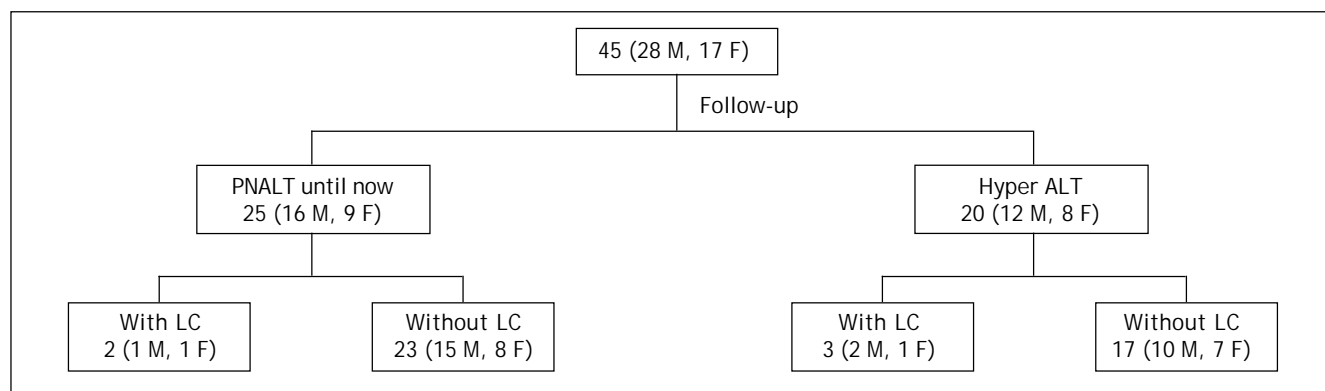 45 (28 M, 17 F)
Follow-up
PNALT until now
25 (16 M, 9 F)
Hyper ALT
20 (12 M, 8 F)
With LC
2 (1 M, 1 F)
Without LC
23 (15 M, 8 F)
With LC
3 (2 M, 1 F)
Without LC
17 (10 M, 7 F)